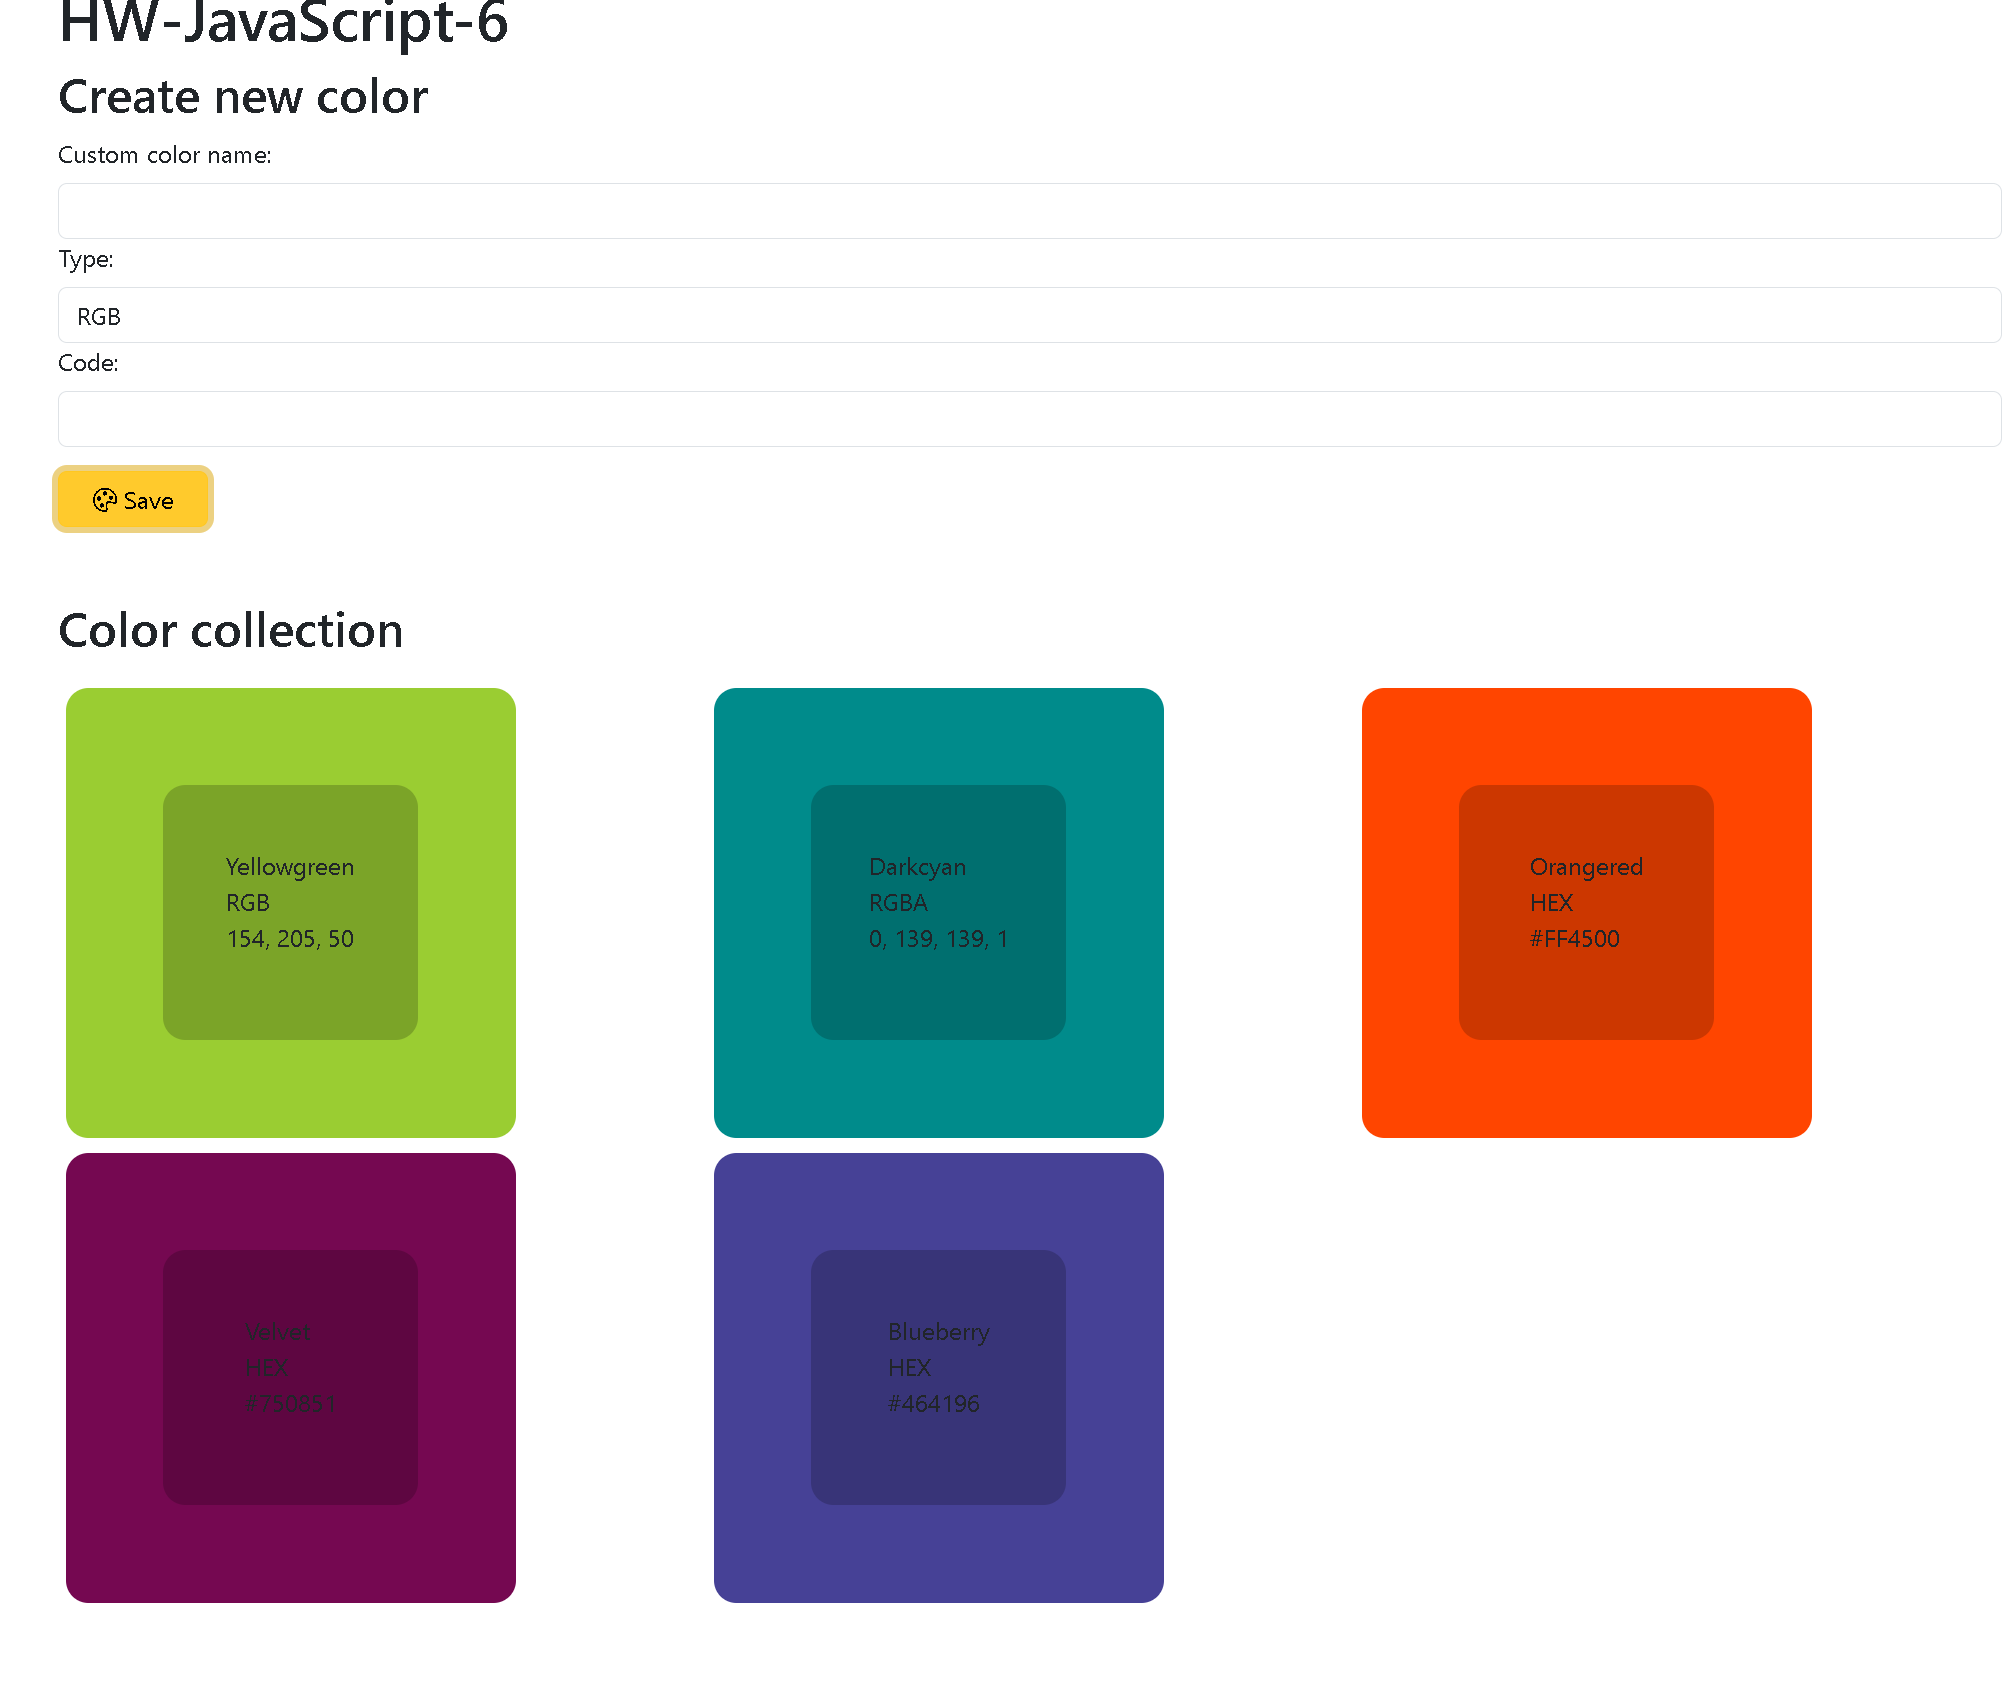 HW-JavaScript-6
Create new color
Custom color name:
Type:
RGB
Code:
Save
Color collection
Yellowgreen
RGB
154, 205, 50
Darkcyan
RGBA
0, 139, 139, 1
Orangered
HEX
#FF4500
Velvet
HEX
#750851
Blueberry
HEX
#464196